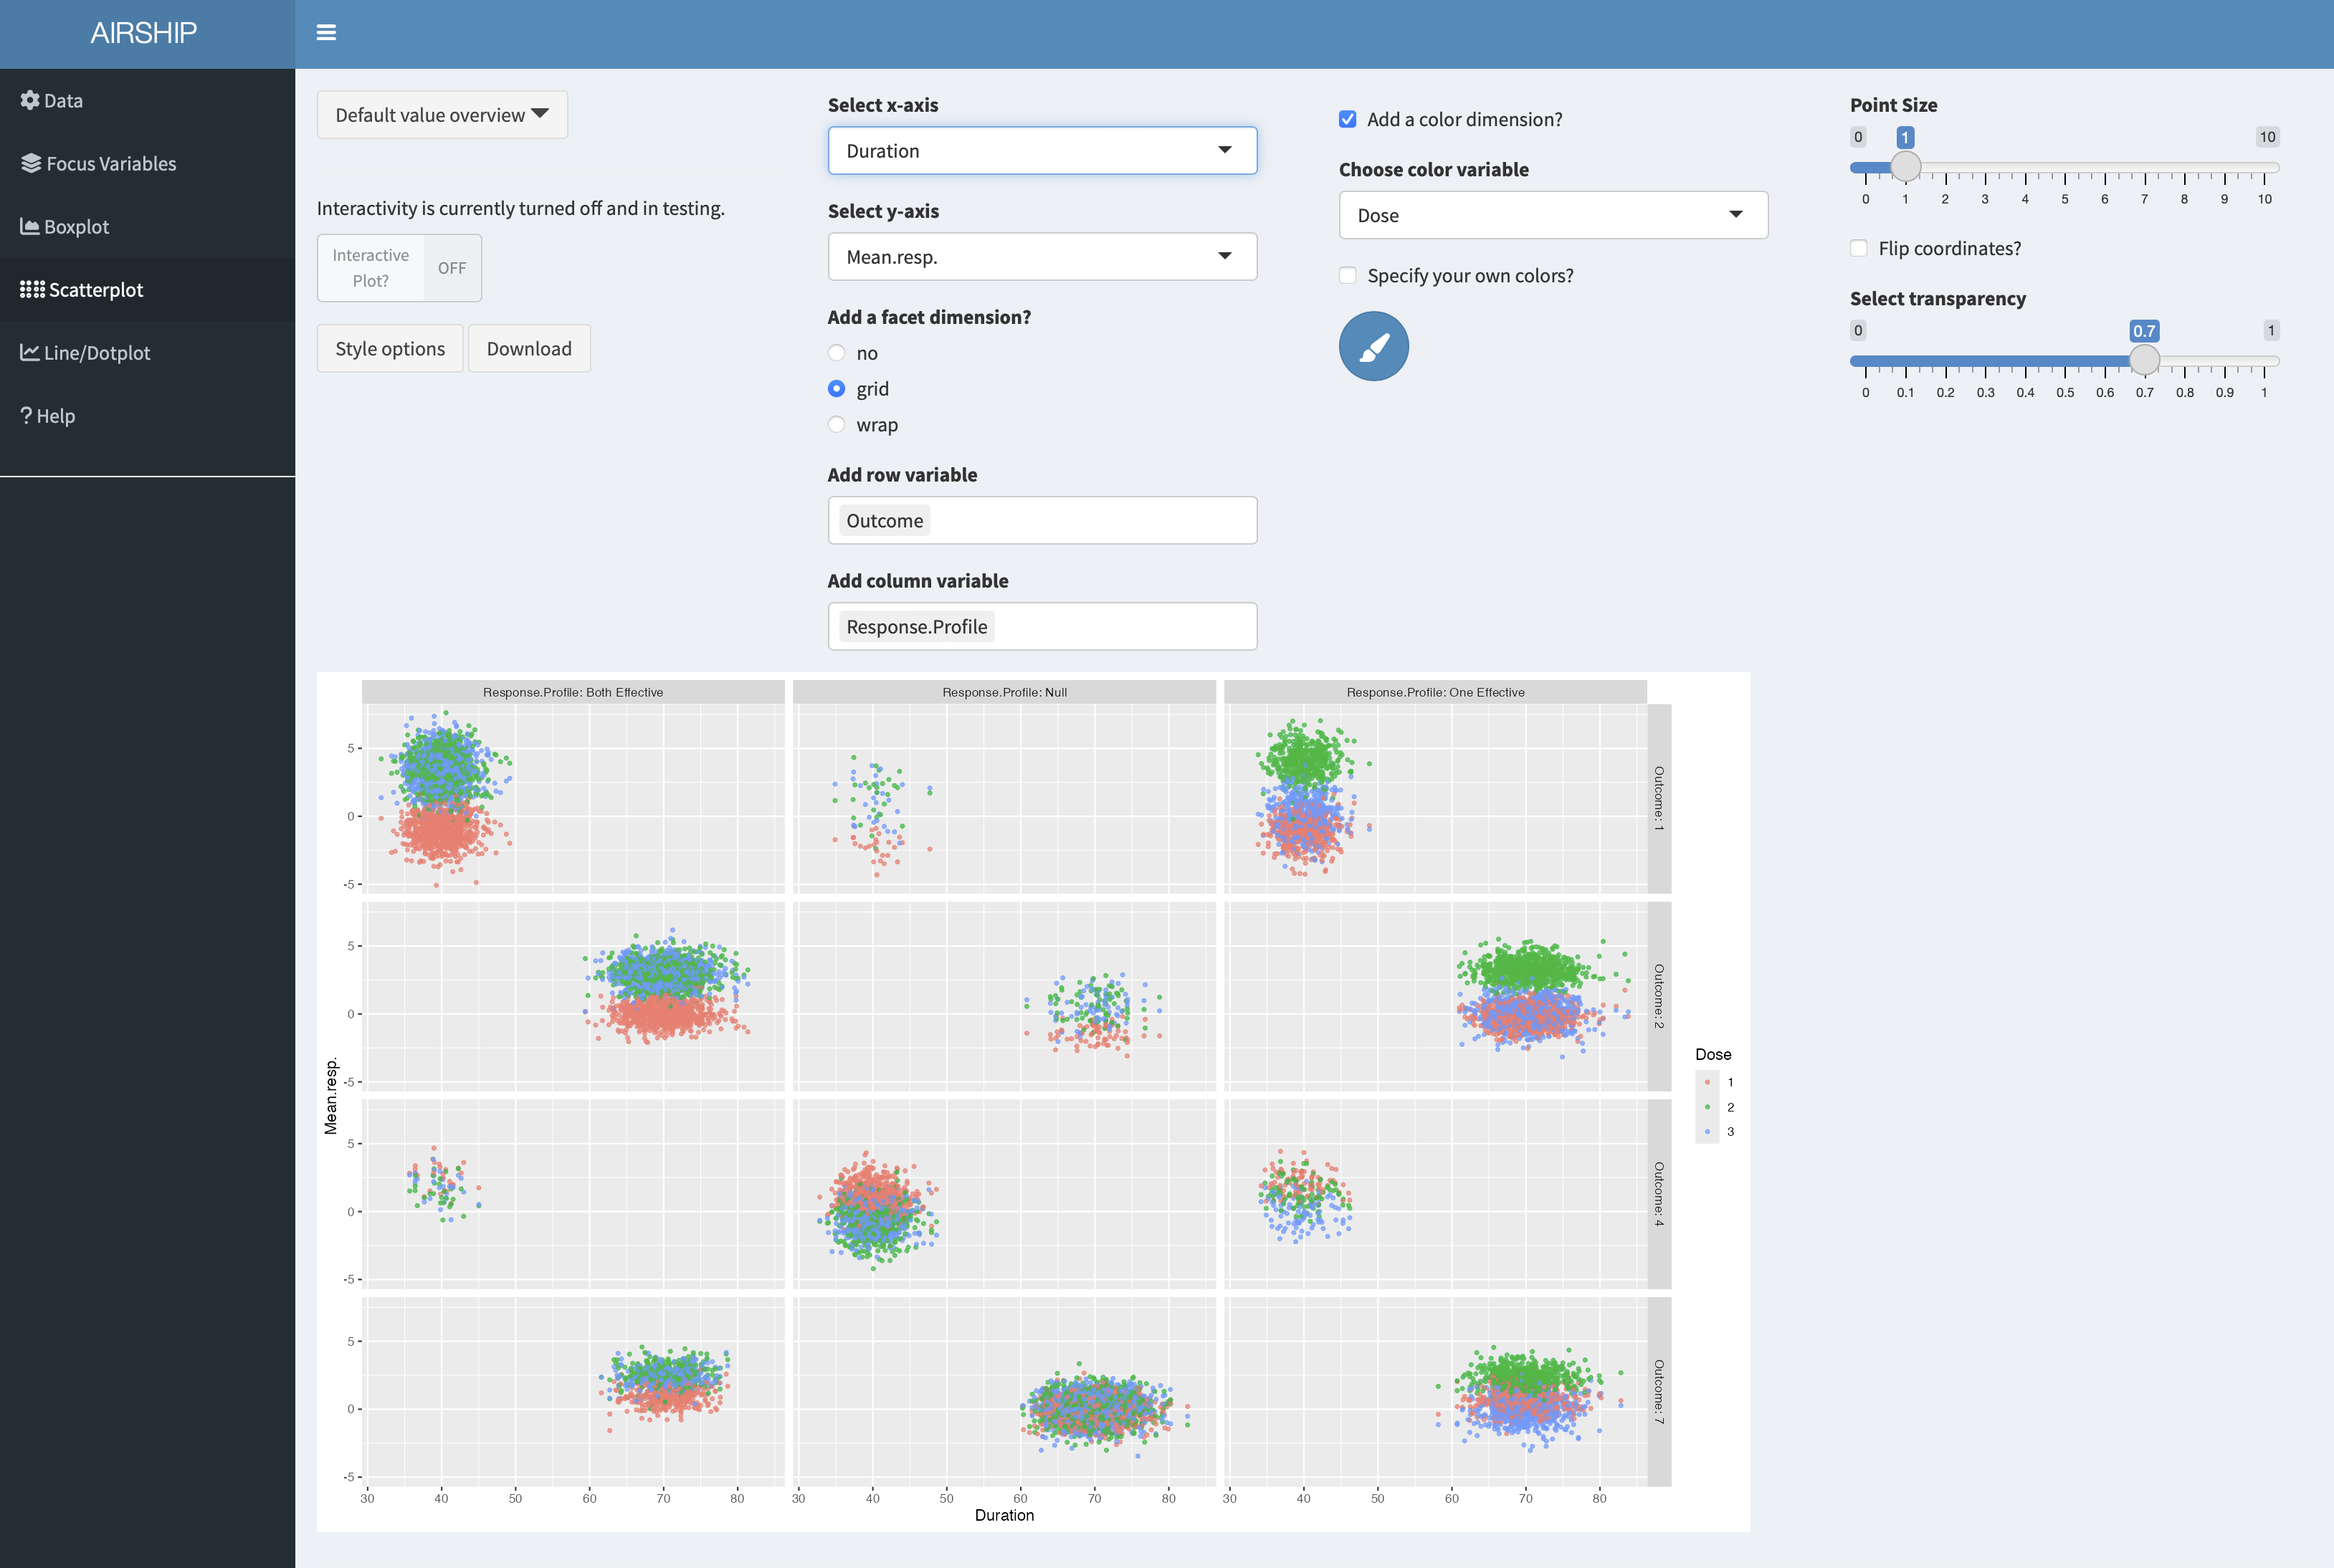 AIRSHIP
Data
Focus Variables
Boxplot
Scatterplot
Line/Dotplot
? Help
Default value overview
Interactivity is currently turned off and in testing.
Interactive
Plot?
OFF
Style options
Download
Select x-axis
Duration
Select y-axis
Mean.resp.
Add a facet dimension?
no
grid
wrap
Add row variable
Outcome
Add column variable
Response.Profile
Add a color dimension?
Choose color variable
Dose
Specify your own colors?
Point Size
0 1 10
0 1 2 3 4 5 6 7 8 9 10
Flip coordinates?
Select transparency
0 0.7 1
0 0.1 0.2 0.3 0.4 0.5 0.6 0.7 0.8 0.9 1
Response.Profile: Both Effective
Response.Profile: Null
Response.Profile: One Effective
5
0
-5
Outcome: 1
5
0
-5
Outcome: 2
5
0
-5
Outcome: 4
5
0
-5
Outcome: 7
Mean.resp.
30 40 50 60 70 80
30 40 50 60 70 80
30 40 50 60 70 80
Duration
Dose
1
2
3